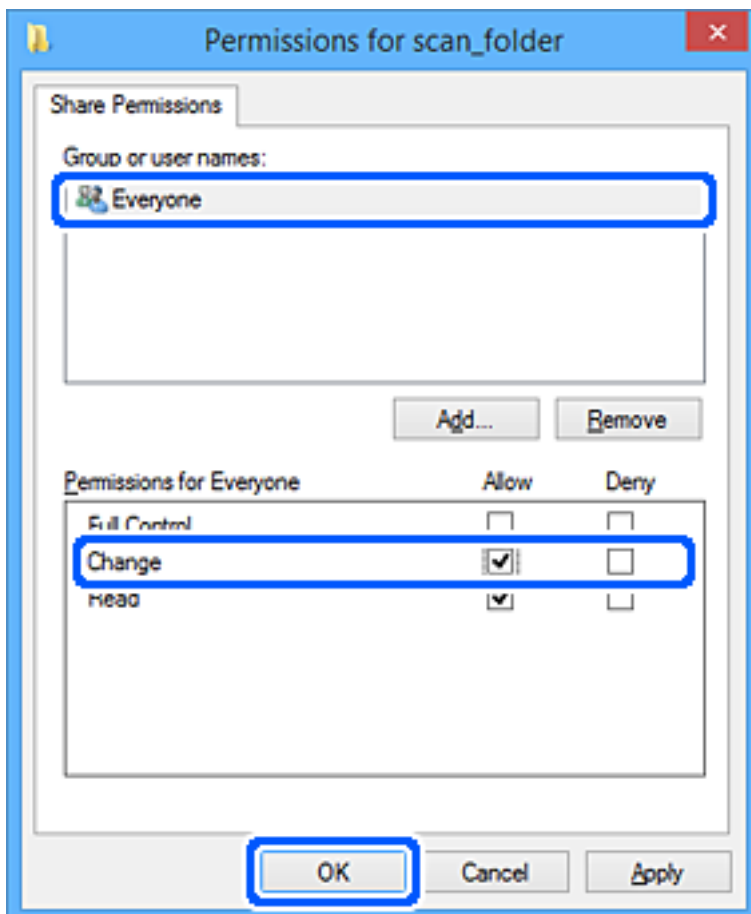 Permissions for scan_folder
Share Permissions
Group or user names:
Everyone
Add... Remove
Permissions for Everyone Allow Deny
Full Control
Change
Read
OK Cancel Apply